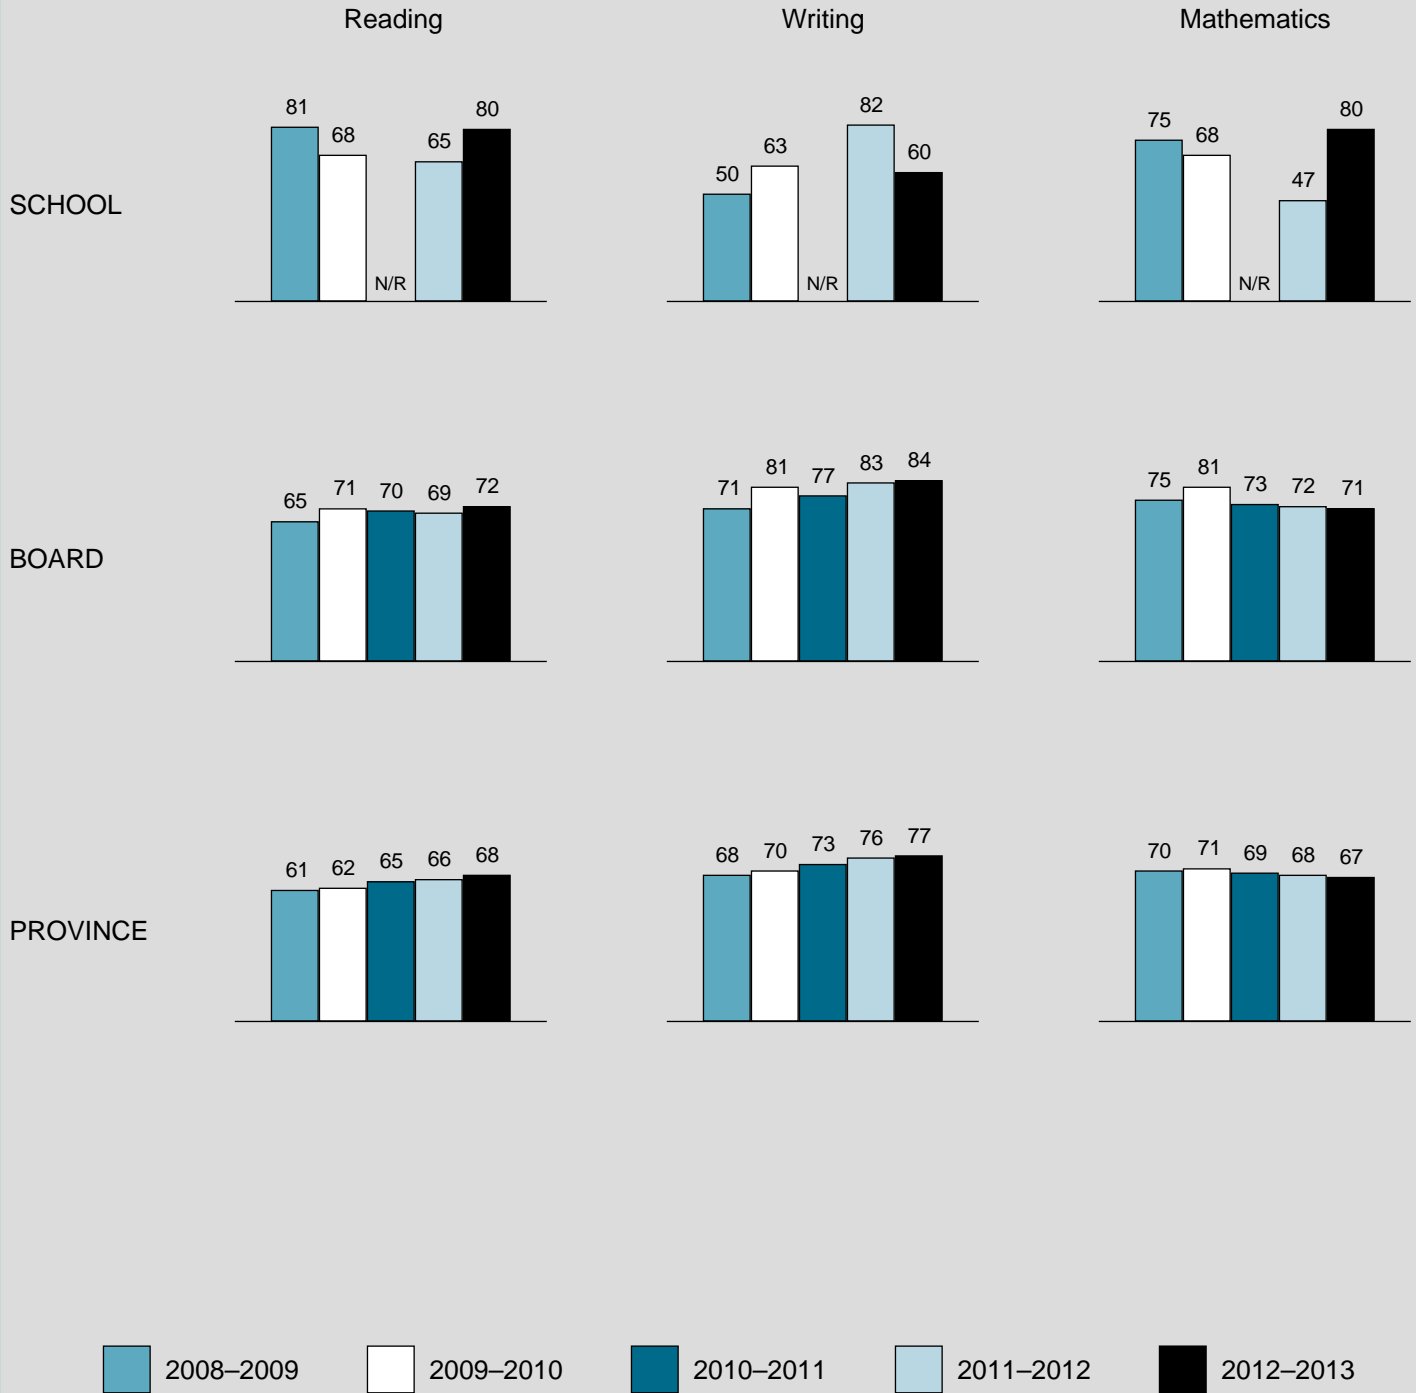 Reading Writing Mathematics
SCHOOL
81 68 N/R 65 80
50 63 N/R 82 60
75 68 N/R 47 80
BOARD
65 71 70 69 72
71 81 77 83 84
75 81 73 72 71
PROVINCE
61 62 65 66 68
68 70 73 76 77
70 71 69 68 67
2008–2009 2009–2010 2010–2011 2011–2012 2012–2013